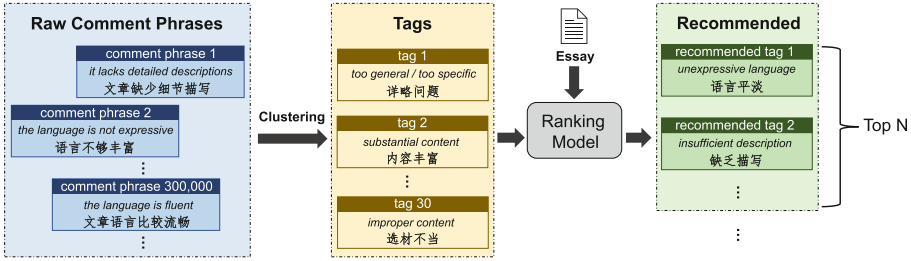 Raw Comment Phrases
comment phrase 1
it lacks detailed descriptions
文章缺少细节描写
comment phrase 2
the language is not expressive
语言不够丰富
⋮
comment phrase 300,000
the language is fluent
文章语言比较流畅
⋮
Clustering
Tags
tag 1
too general / too specific
详略问题
tag 2
substantial content
内容丰富
⋮
tag 30
improper content
选材不当
Essay
Ranking
Model
Recommended
recommended tag 1
unexpressive language
语言平淡
recommended tag 2
insufficient description
缺乏描写
⋮
⋮
Top N